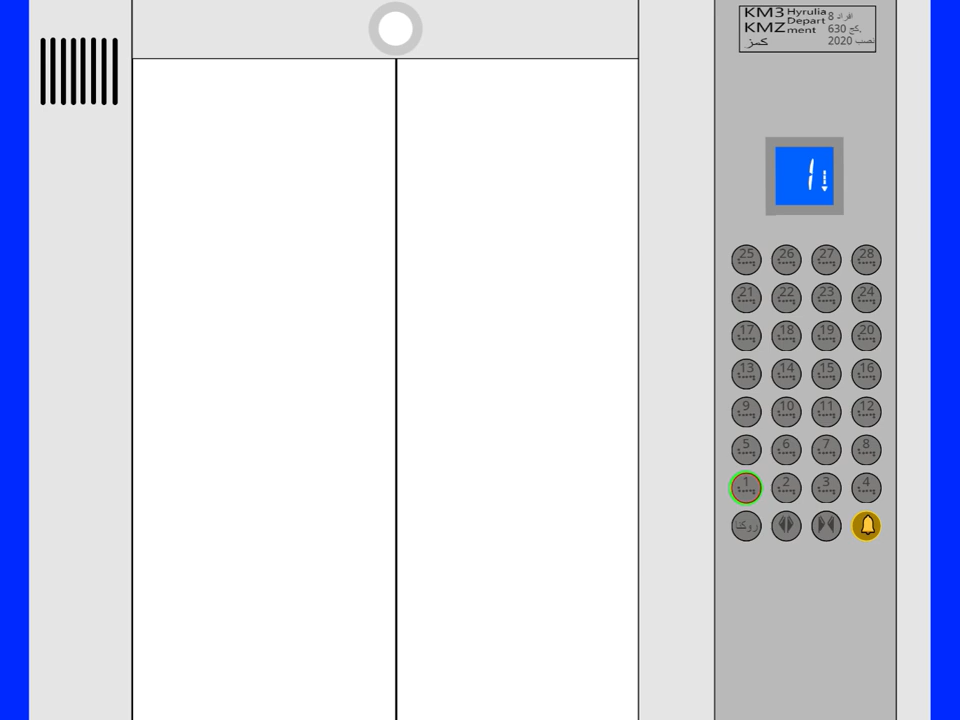 KM3
KMZ
كمز
Hyrulia
Depart
ment
8 افراد
630 كج.
2020 نصب
1
25 26 27 28
21 22 23 24
17 18 19 20
13 14 15 16
9 10 11 12
5 6 7 8
1 2 3 4